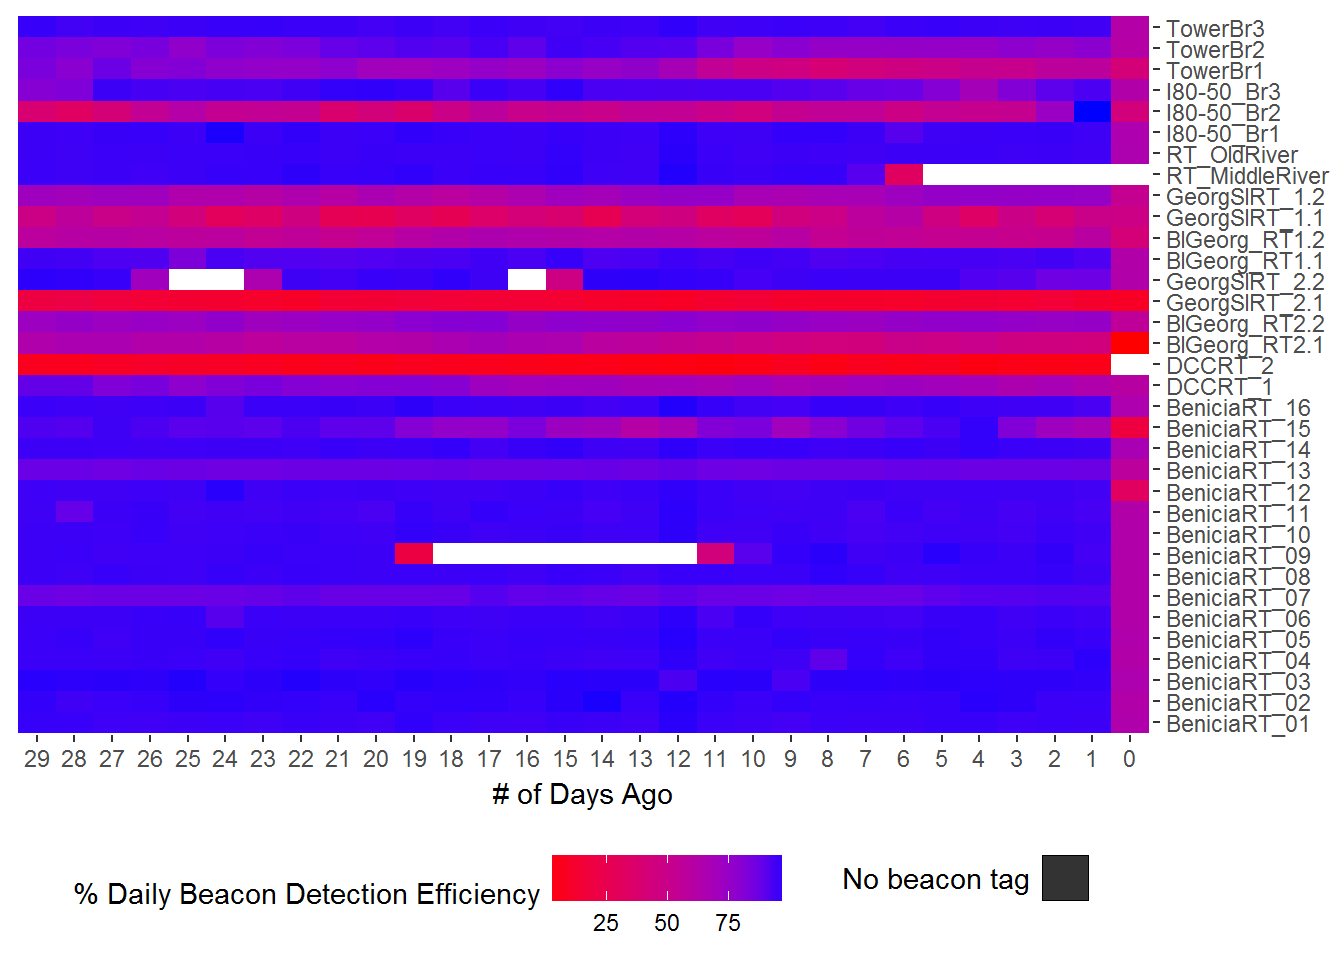 TowerBr3
TowerBr2
TowerBr1
I80-50_Br3
I80-50_Br2
I80-50_Br1
RT_OldRiver
RT_MiddleRiver
GeorgSlRT_1.2
GeorgSlRT_1.1
BlGeorg_RT1.2
BlGeorg_RT1.1
GeorgSlRT_2.2
GeorgSlRT_2.1
BlGeorg_RT2.2
BlGeorg_RT2.1
DCCRT_2
DCCRT_1
BeniciaRT_16
BeniciaRT_15
BeniciaRT_14
BeniciaRT_13
BeniciaRT_12
BeniciaRT_11
BeniciaRT_10
BeniciaRT_09
BeniciaRT_08
BeniciaRT_07
BeniciaRT_06
BeniciaRT_05
BeniciaRT_04
BeniciaRT_03
BeniciaRT_02
BeniciaRT_01
29 28 27 26 25 24 23 22 21 20 19 18 17 16 15 14 13 12 11 10 9 8 7 6 5 4 3 2 1 0
# of Days Ago
% Daily Beacon Detection Efficiency
25 50 75
No beacon tag